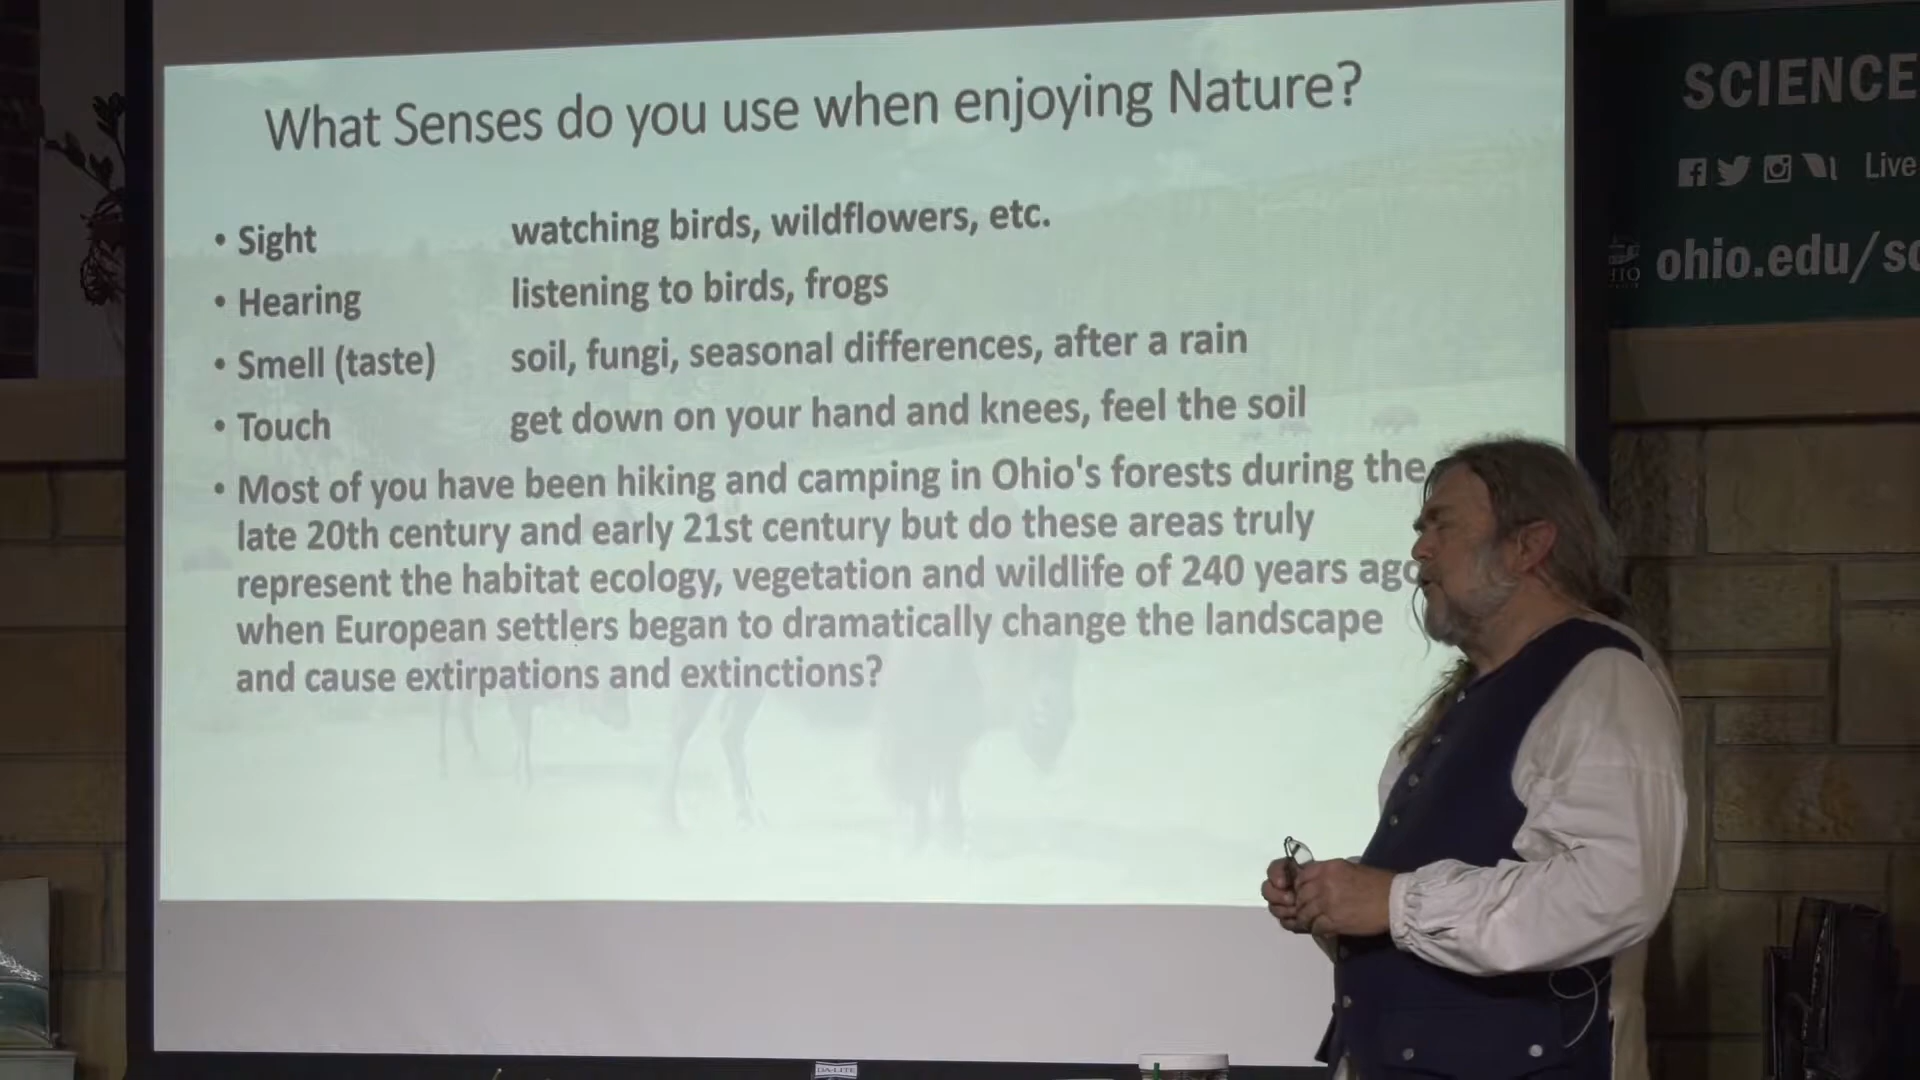 What Senses do you use when enjoying Nature?
• Sight watching birds, wildflowers, etc.
• Hearing listening to birds, frogs
• Smell (taste) soil, fungi, seasonal differences, after a rain
• Touch get down on your hand and knees, feel the soil
• Most of you have been hiking and camping in Ohio's forests during the
late 20th century and early 21st century but do these areas truly
represent the habitat ecology, vegetation and wildlife of 240 years ago
when European settlers began to dramatically change the landscape
and cause extirpations and extinctions?
SCIENCE
Live
ohio.edu/sc
DA-LITE